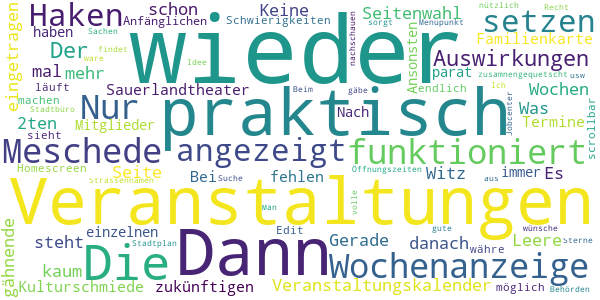 Haken
Anfänglichen
schon
Keine
Schwierigkeiten
Seitenwahl
setzen
nützlich
Recht
Menüpunkt
Sachen
findet
sorgt
eingetragen
Der
haben
mal
mehr
wieder
nachschauen
Ansonsten
Familienkarte
Auswirkungen
parat
zusammengequetscht
usw
ware
Idee
läuft
Sauerlandtheater
Beim
gäbe
Nach
endlich
Wochen
machen
Stadtbüro
2ten
Mitglieder
Nur
praktisch
Jobcenter
Ich
Was
Termine
scrollbar
sieht
Meschede
angezeigt
funktioniert
Homescreen
Strassennamen
Seite
Bei
Suche
fehlen
Öffnungszeiten
Witz
aus
immer
Es
Veranstaltungen
gähnende
steht
einzelnen
Stadtplan
Die
Dann
Man
Edit
Gerade
danach
volle
gute
währe
wünsche
Sterne
Leere
Wochenanzeige
kaum
Kulturschmiede
zukünftigen
Veranstaltungskalender
möglich
Behörden